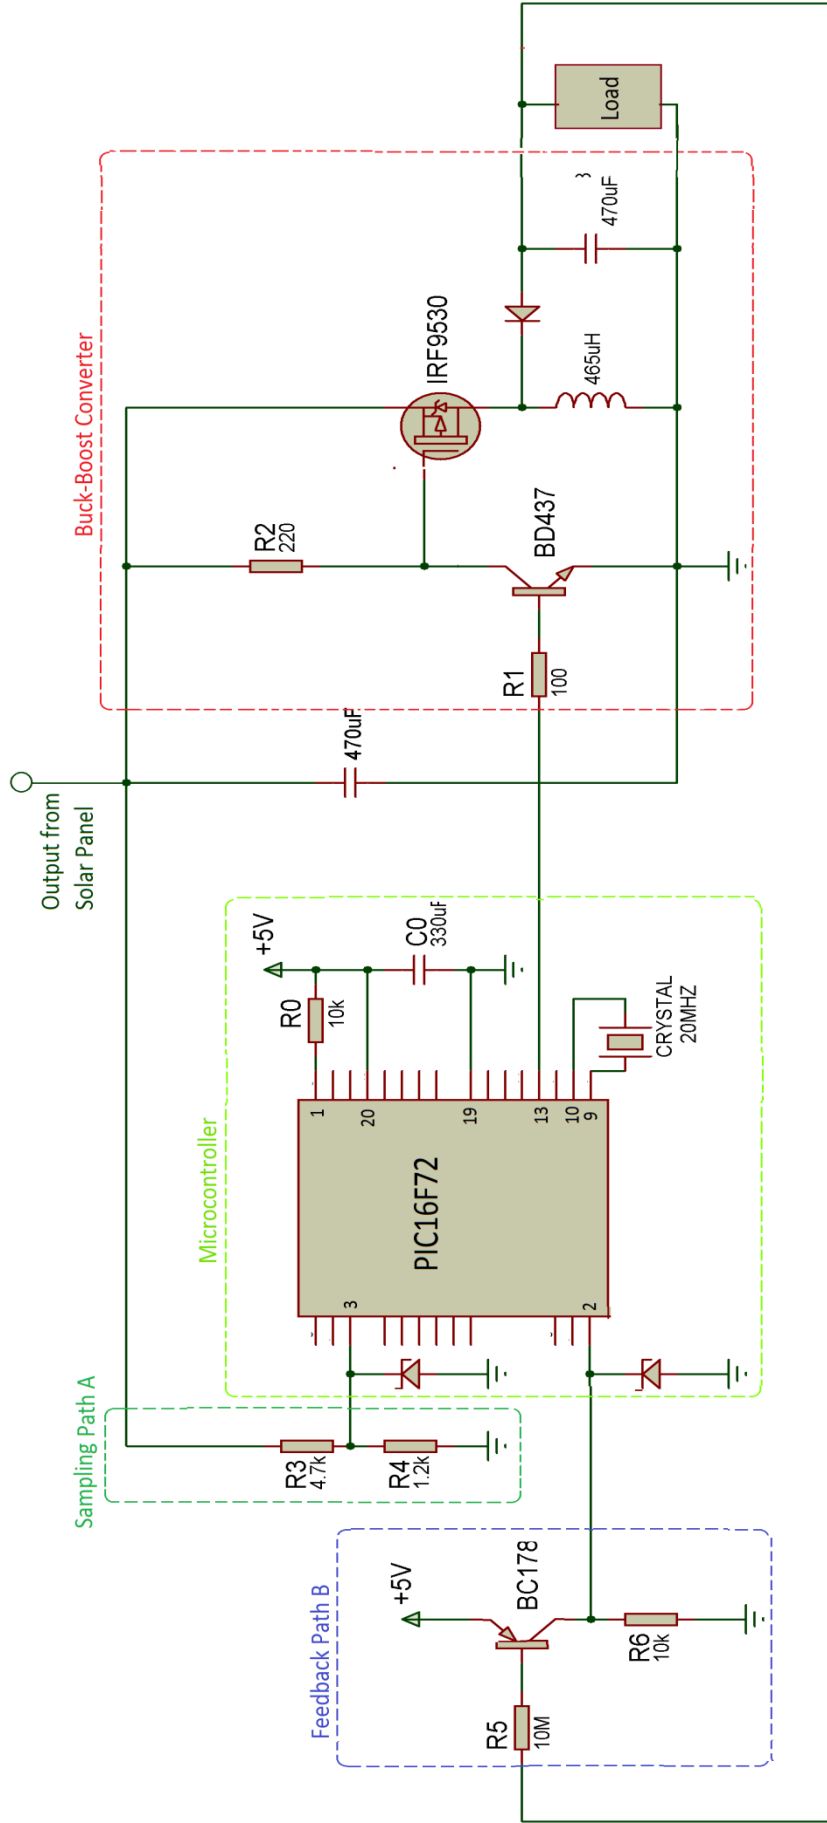 Feedback Path B
+5V
BC178
R5
10M
R6
10k
Sampling Path A
R3
4.7k
R4
1.2k
Microcontroller
PIC16F72
3
2
1
20
19
13
10
9
R0
10k
+5V
C0
330uF
CRYSTAL
20MHZ
Output from
Solar Panel
470uF
Buck-Boost Converter
R1
100
R2
220
BD437
IRF9530
465uH
470uF
Load